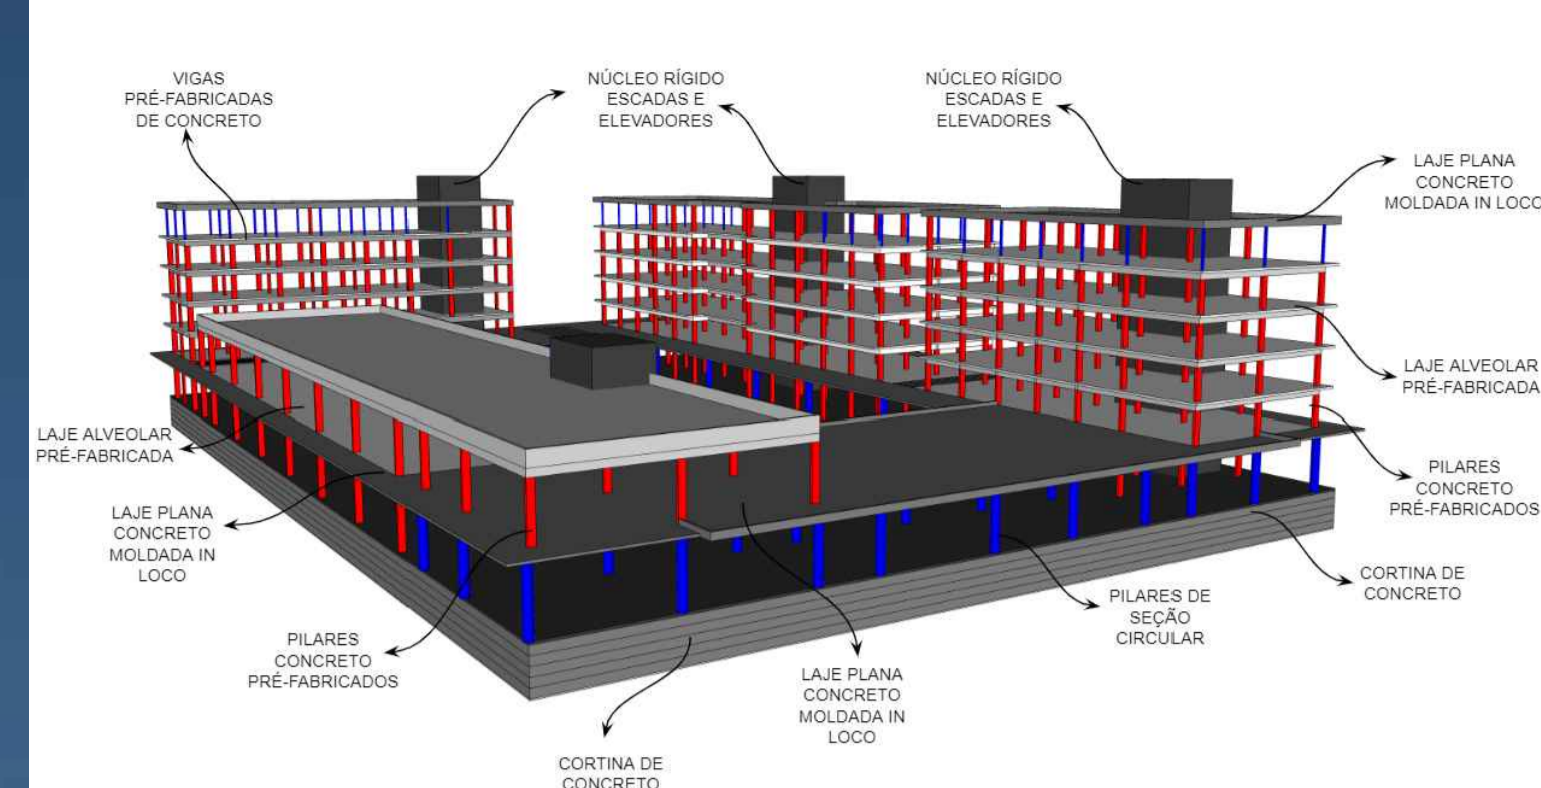 VIGAS
PRÉ-FABRICADAS
DE CONCRETO
NÚCLEO RÍGIDO
ESCADAS E
ELEVADORES
NÚCLEO RÍGIDO
ESCADAS E
ELEVADORES
LAJE PLANA
CONCRETO
MOLDADA IN LOCO
LAJE ALVEOLAR
PRÉ-FABRICADA
LAJE ALVEOLAR
PRÉ-FABRICADA
PILARES
CONCRETO
PRÉ-FABRICADOS
LAJE PLANA
CONCRETO
MOLDADA IN
LOCO
CORTINA DE
CONCRETO
PILARES DE
SEÇÃO
CIRCULAR
PILARES
CONCRETO
PRÉ-FABRICADOS
LAJE PLANA
CONCRETO
MOLDADA IN
LOCO
CORTINA DE
CONCRETO